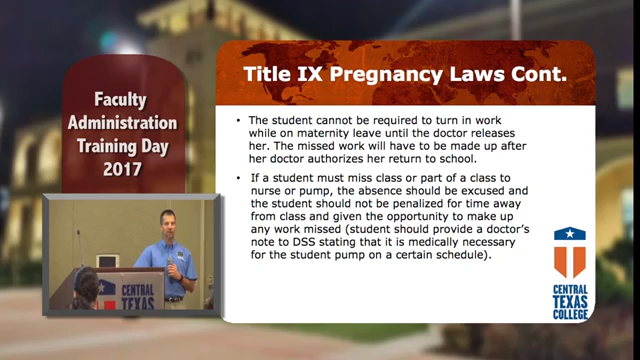 Faculty
Administration
Training Day
2017
Title IX Pregnancy Laws Cont.
• The student cannot be required to turn in work
while on maternity leave until the doctor releases
her. The missed work will have to be made up after
her doctor authorizes her return to school.
• If a student must miss class or part of a class to
nurse or pump, the absence should be excused and
the student should not be penalized for time away
from class and given the opportunity to make up
any work missed (student should provide a doctor's
note to DSS stating that it is medically necessary
for the student pump on a certain schedule).
CENTRAL
TEXAS
COLLEGE
CENTRAL
TEXAS
COLLEGE